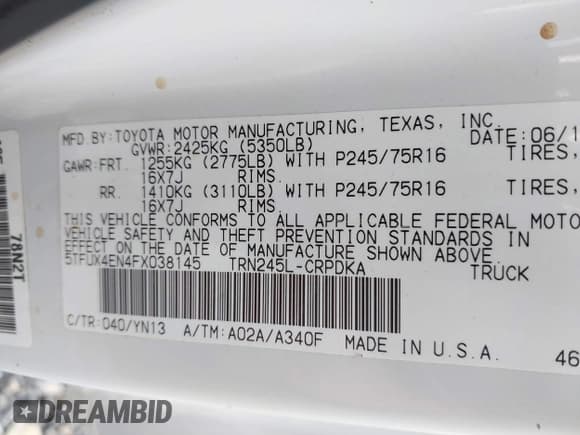 MFD BY:TOYOTA MOTOR MANUFACTURING, TEXAS, INC.
DATE:06/1
GVWR:2425KG (5350LB)
GAWR:FRT. 1255KG (2775LB) WITH P245/75R16 TIRES,
16X7J RIMS,
RR. 1410KG (3110LB) WITH P245/75R16 TIRES,
16X7J RIMS,
THIS VEHICLE CONFORMS TO ALL APPLICABLE FEDERAL MOTO
VEHICLE SAFETY AND THEFT PREVENTION STANDARDS IN
EFFECT ON THE DATE OF MANUFACTURE SHOWN ABOVE.
5TFUX4EN4FX038145 TRN245L-CRPDKA TRUCK
C/TR:040/YN13 A/TM:A02A/A340F MADE IN U.S.A. 46
78N2T
DREAMBID